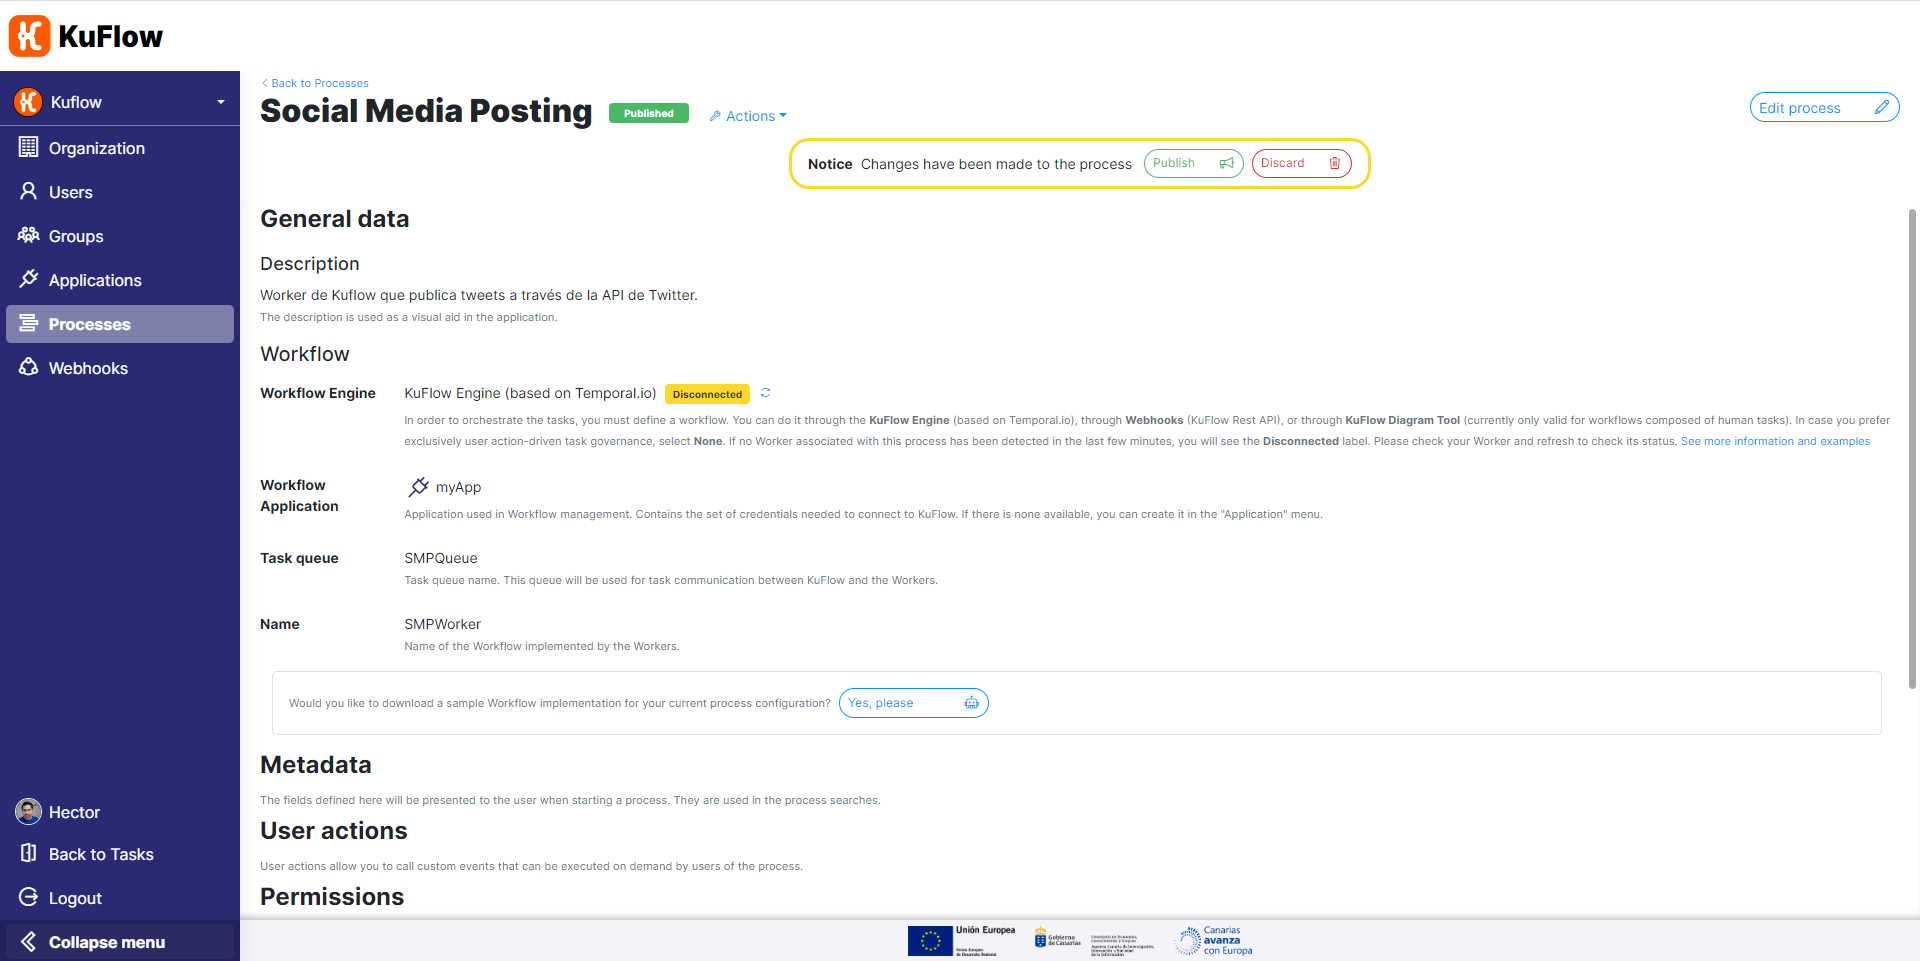 KuFlow
Kuflow
Organization
Users
Groups
Applications
Processes
Webhooks
Hector
Back to Tasks
Logout
Collapse menu
Back to Processes
Social Media Posting
Published
Actions
Edit process
Notice Changes have been made to the process
Publish
Discard
General data
Description
Worker de Kuflow que publica tweets a través de la API de Twitter.
The description is used as a visual aid in the application.
Workflow
Workflow Engine
KuFlow Engine (based on Temporal.io)
Disconnected
In order to orchestrate the tasks, you must define a workflow. You can do it through the KuFlow Engine (based on Temporal.io), through Webhooks (KuFlow Rest API), or through KuFlow Diagram Tool (currently only valid for workflows composed of human tasks). In case you prefer
exclusively user action-driven task governance, select None. If no Worker associated with this process has been detected in the last few minutes, you will see the Disconnected label. Please check your Worker and refresh to check its status. See more information and examples
Workflow
Application
myApp
Application used in Workflow management. Contains the set of credentials needed to connect to KuFlow. If there is none available, you can create it in the "Application" menu.
Task queue
SMPQueue
Task queue name. This queue will be used for task communication between KuFlow and the Workers.
Name
SMPWorker
Name of the Workflow implemented by the Workers.
Would you like to download a sample Workflow implementation for your current process configuration?
Yes, please
Metadata
The fields defined here will be presented to the user when starting a process. They are used in the process searches.
User actions
User actions allow you to call custom events that can be executed on demand by users of the process.
Permissions
Unión Europea
Fondo Europeo
de Desarrollo Regional
Gobierno
de Canarias
Canarias
avanza
con Europa